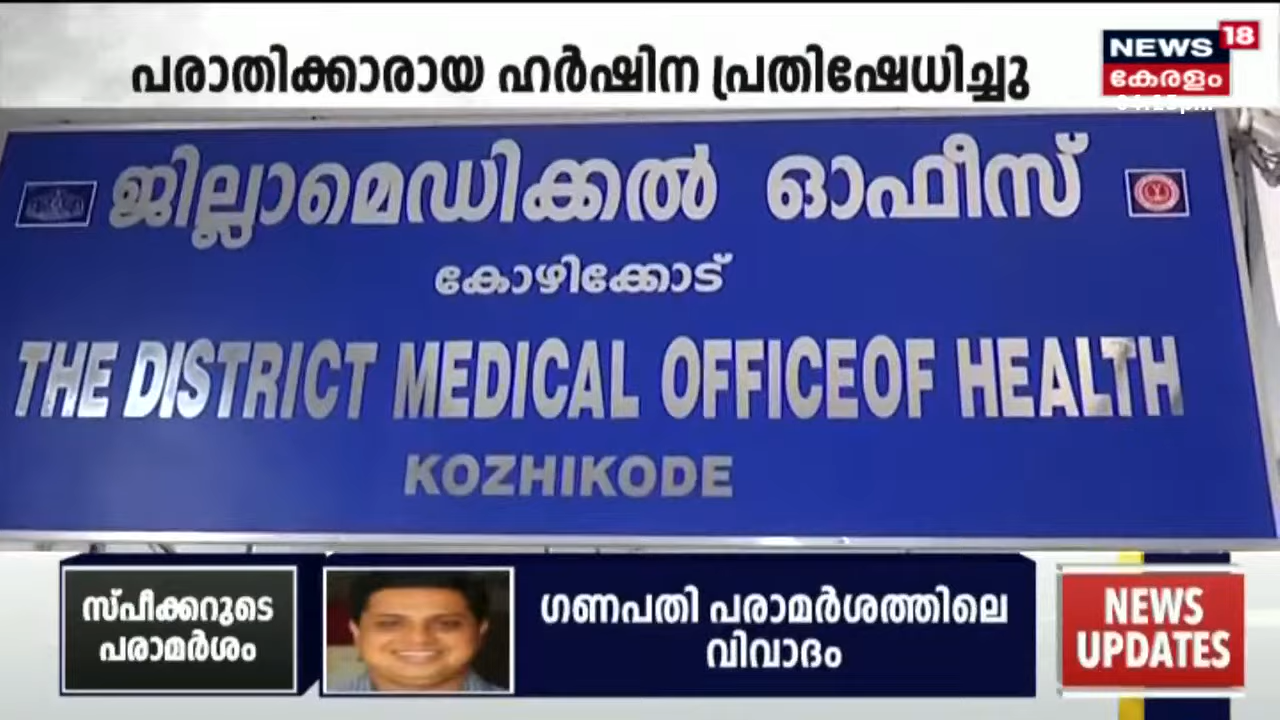 പരാതിക്കാരായ ഹർഷിന പ്രതിഷേധിച്ചു
NEWS 18
കേരളം
ജില്ലാമെഡിക്കൽ ഓഫീസ്
കോഴിക്കോട്
THE DISTRICT MEDICAL OFFICEOF HEALTH
KOZHIKODE
സ്പീക്കറുടെ
പരാമർശം
ഗണപതി പരാമർശത്തിലെ
വിവാദം
NEWS
UPDATES